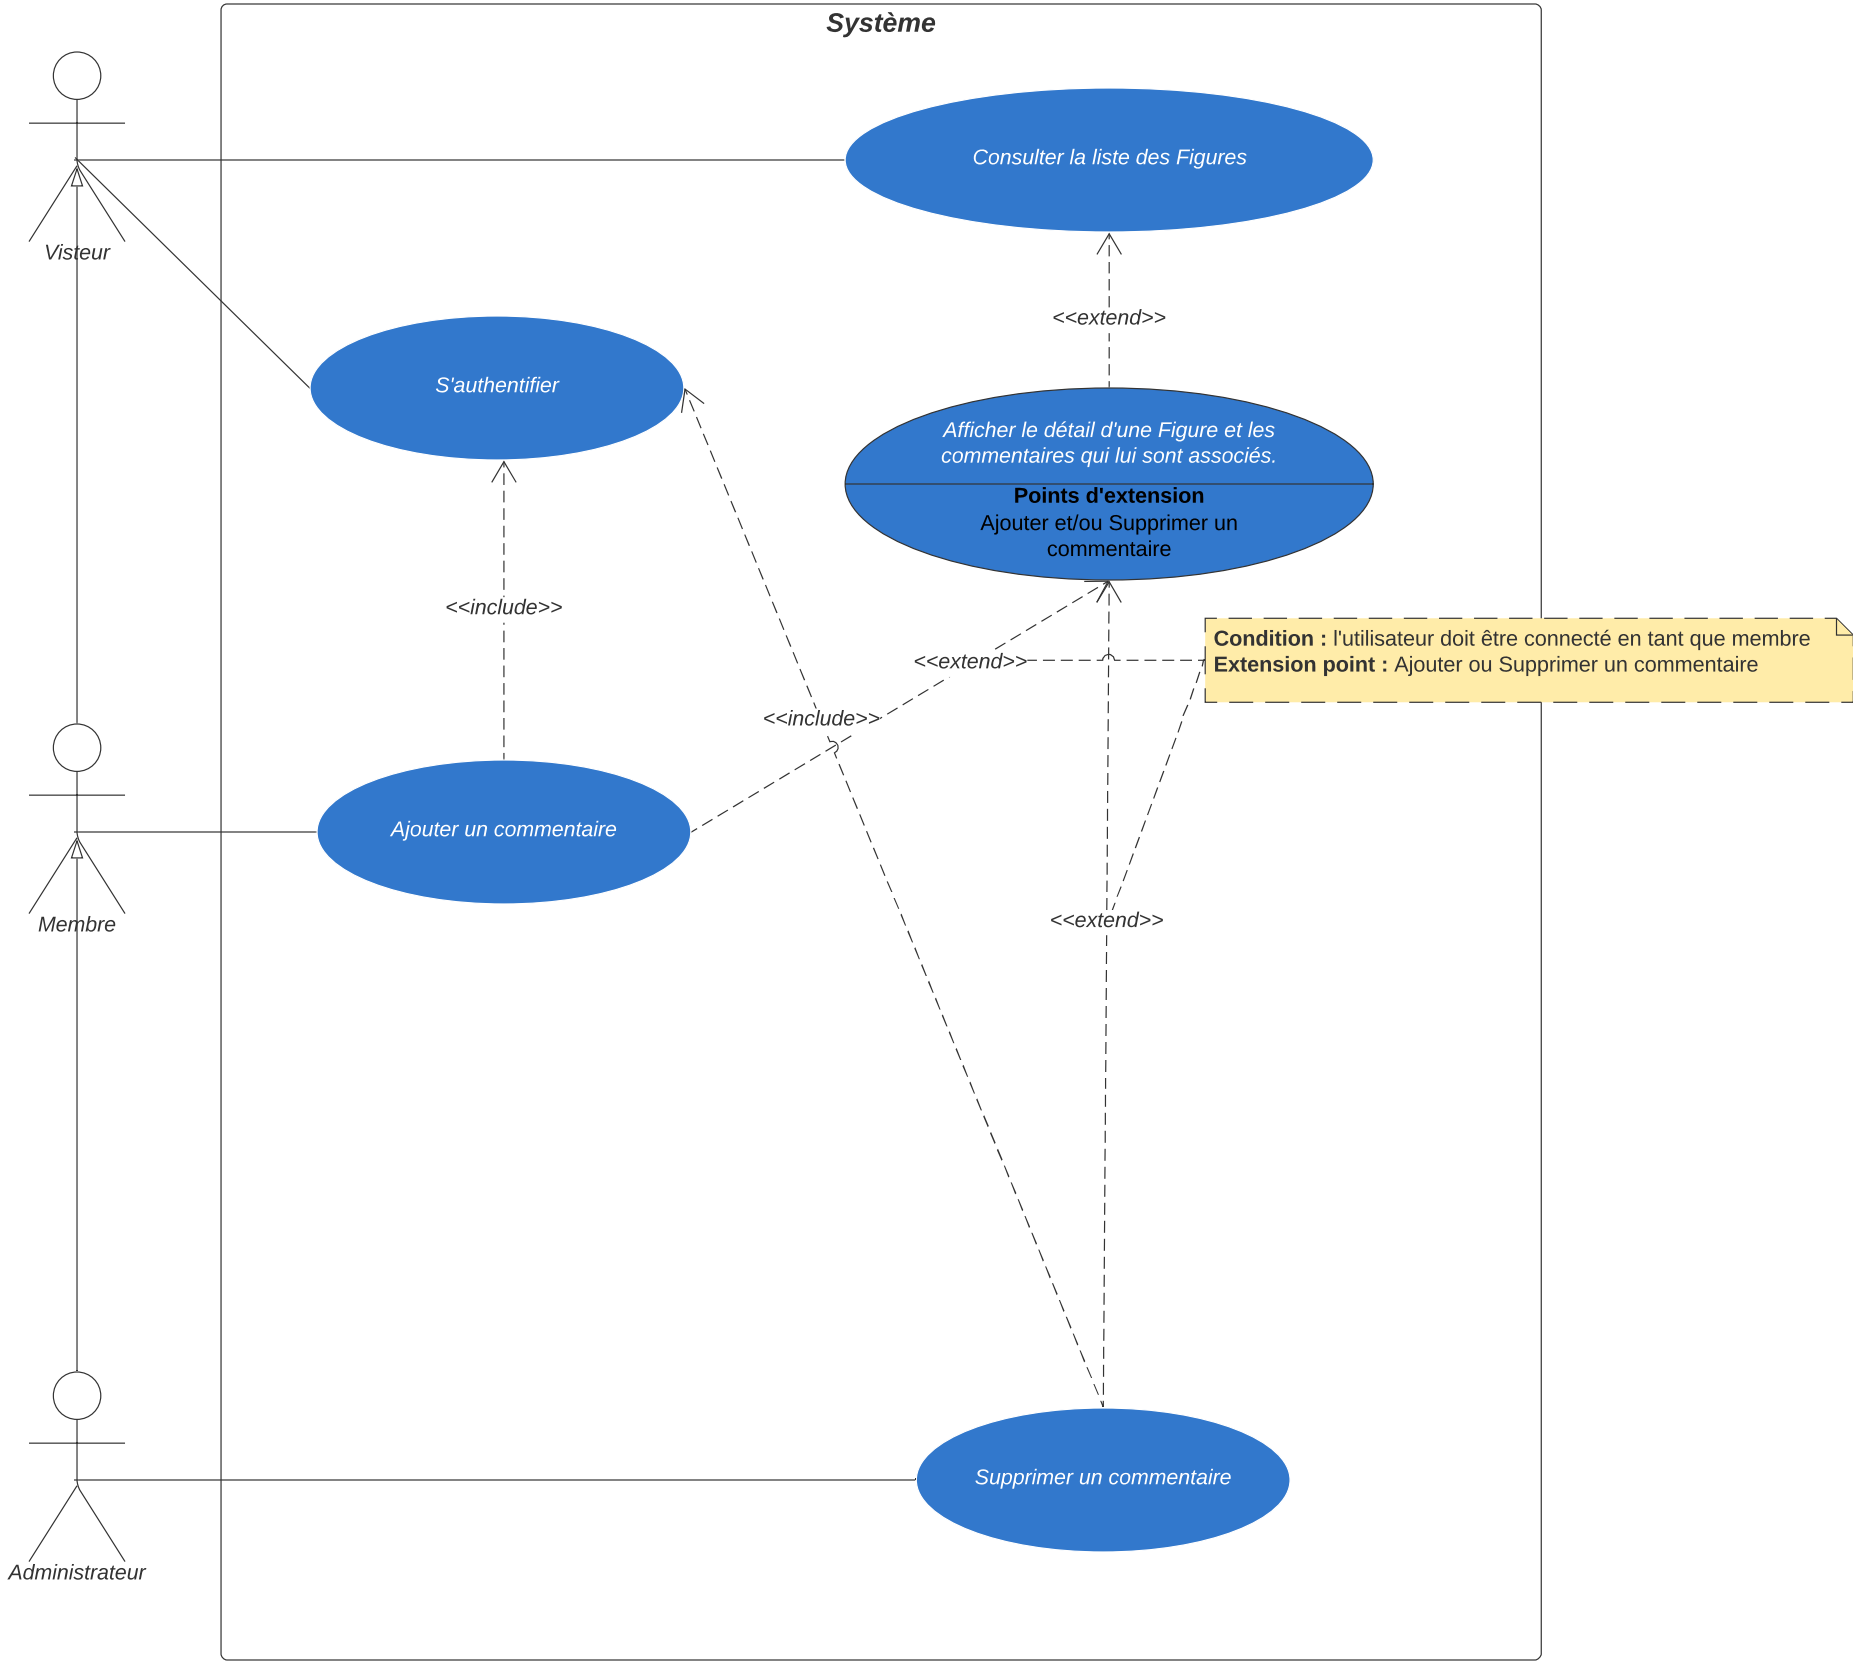 Système
Consulter la liste des Figures
Visteur
<<extend>>
S'authentifier
Afficher le détail d'une Figure et les
commentaires qui lui sont associés.
Points d'extension
Ajouter et/ou Supprimer un
commentaire
<<include>>
Condition : l'utilisateur doit être connecté en tant que membre
Extension point : Ajouter ou Supprimer un commentaire
<<extend>>
<<include>>
Ajouter un commentaire
Membre
<<extend>>
Supprimer un commentaire
Administrateur